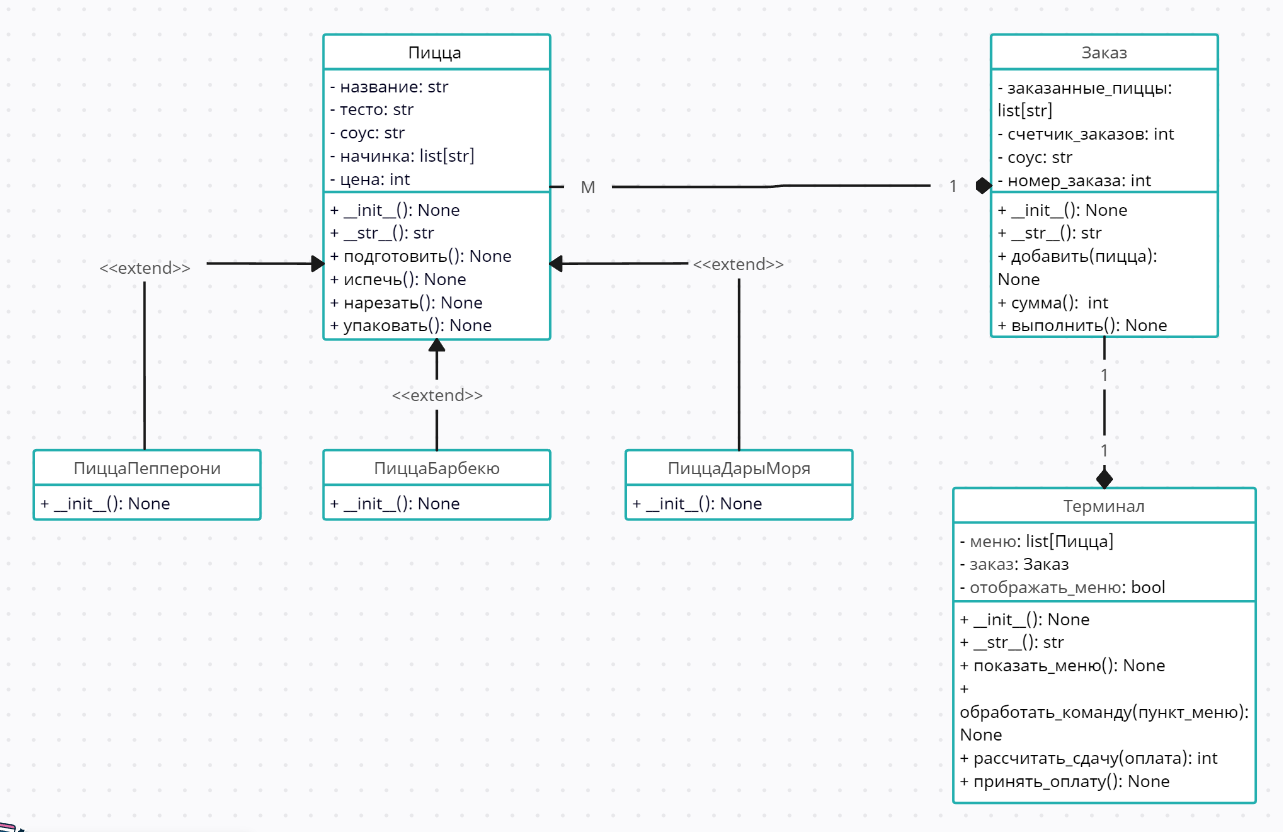 Пицца
- название: str
- тесто: str
- соус: str
- начинка: list[str]
- цена: int
+ __init__(): None
+ __str__(): str
+ подготовить(): None
+ испечь(): None
+ нарезать(): None
+ упаковать(): None
М
1
Заказ
- заказанные_пиццы:
list[str]
- счетчик_заказов: int
- соус: str
- номер_заказа: int
+ __init__(): None
+ __str__(): str
+ добавить(пицца):
None
+ сумма():  int
+ выполнить(): None
<<extend>>
<<extend>>
<<extend>>
1
1
ПиццаПепперони
+ __init__(): None
ПиццаБарбекю
+ __init__(): None
ПиццаДарыМоря
+ __init__(): None
Терминал
- меню: list[Пицца]
- заказ: Заказ
- отображать_меню: bool
+ __init__(): None
+ __str__(): str
+ показать_меню(): None
+
обработать_команду(пункт_меню):
None
+ рассчитать_сдачу(оплата): int
+ принять_оплату(): None